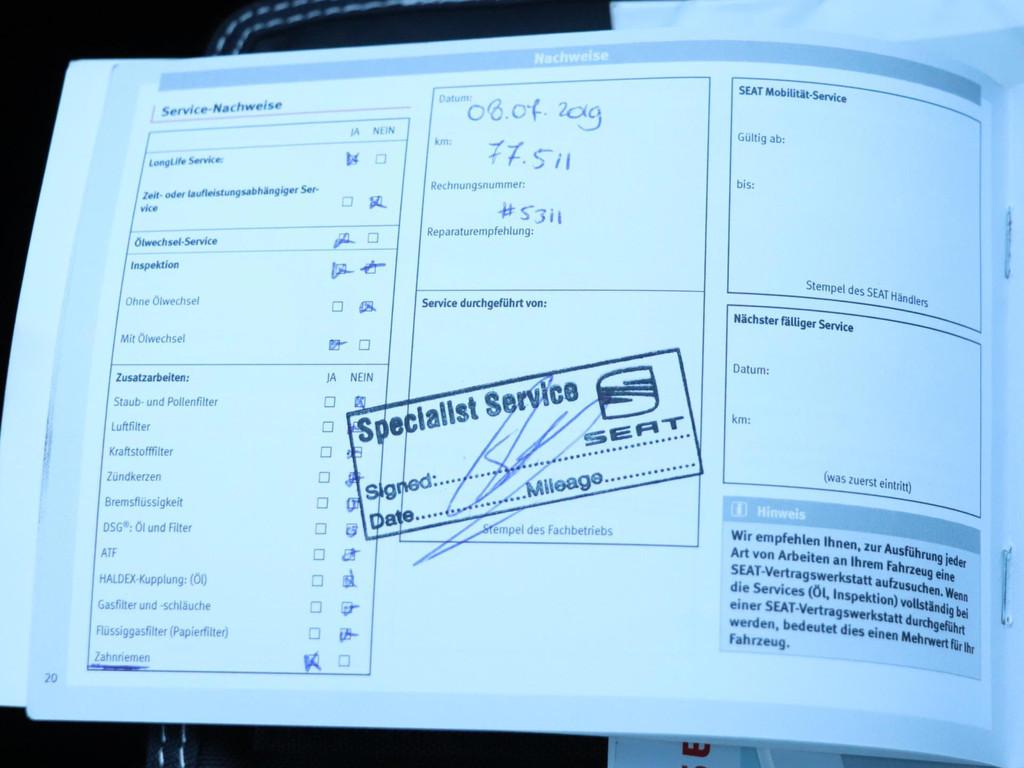 Nachweise
Service-Nachweise
JA NEIN
LongLife Service:
Zeit- oder laufleistungsabhängiger Ser-
vice
Ölwechsel-Service
Inspektion
Ohne Ölwechsel
Mit Ölwechsel
Zusatzarbeiten: JA NEIN
Staub- und Pollenfilter
Luftfilter
Kraftstofffilter
Zündkerzen
Bremsflüssigkeit
DSG®: Öl und Filter
ATF
HALDEX-Kupplung: (Öl)
Gasfilter und -schläuche
Flüssiggasfilter (Papierfilter)
Zahnriemen
20
Datum: 08.07.2019
km: 77.511
Rechnungsnummer:
#5311
Reparaturempfehlung:
Service durchgeführt von:
Specialist Service
SEAT
Signed:
Date Mileage
Stempel des Fachbetriebs
SEAT Mobilität-Service
Gültig ab:
bis:
Stempel des SEAT Händlers
Nächster fälliger Service
Datum:
km:
(was zuerst eintritt)
Hinweis
Wir empfehlen Ihnen, zur Ausführung jeder
Art von Arbeiten an Ihrem Fahrzeug eine
SEAT-Vertragswerkstatt aufzusuchen. Wenn
die Services (Öl, Inspektion) vollständig bei
einer SEAT-Vertragswerkstatt durchgeführt
werden, bedeutet dies einen Mehrwert für Ihr
Fahrzeug.